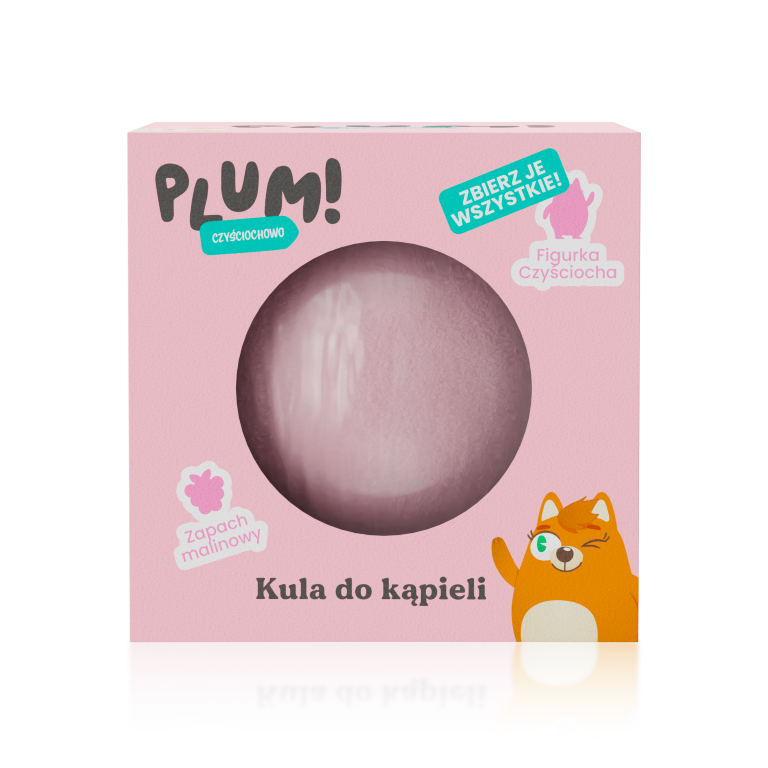 PLUM!
CZYŚCIOCHOWO
ZBIERZ JE
WSZYSTKIE!
Figurka
Czyściocha
Zapach
malinowy
Kula do kąpieli